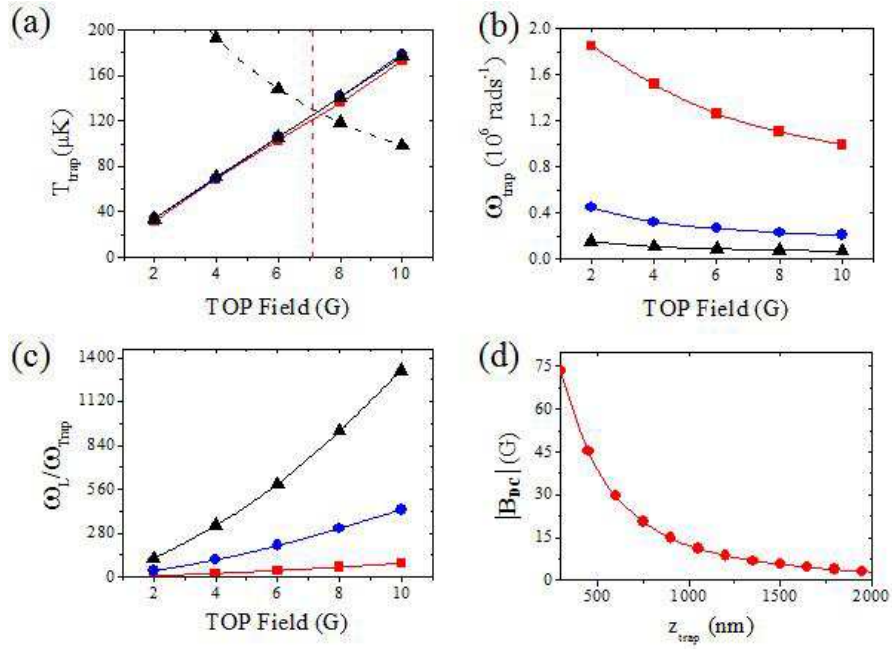 (a)
200
160
120
80
40
0
T_trap (μK)
2 4 6 8 10
TOP Field (G)
(b)
2.0
1.6
1.2
0.8
0.4
0.0
ω_trap (10^6 rads^-1)
2 4 6 8 10
TOP Field (G)
(c)
1400
1120
840
560
280
0
ω_L/ω_Trap
2 4 6 8 10
TOP Field (G)
(d)
75
60
45
30
15
0
|B_DC| (G)
500 1000 1500 2000
z_trap (nm)